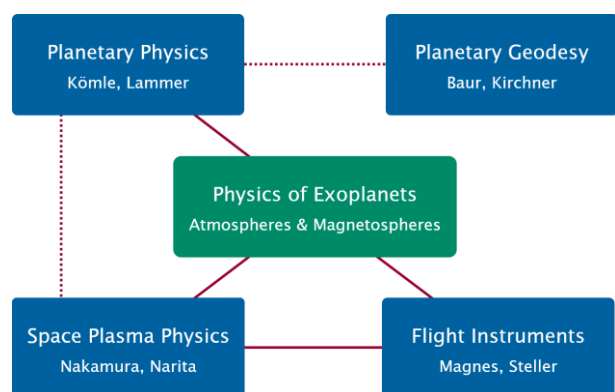 Planetary Physics
Kömle, Lammer
Planetary Geodesy
Baur, Kirchner
Physics of Exoplanets
Atmospheres & Magnetospheres
Space Plasma Physics
Nakamura, Narita
Flight Instruments
Magnes, Steller